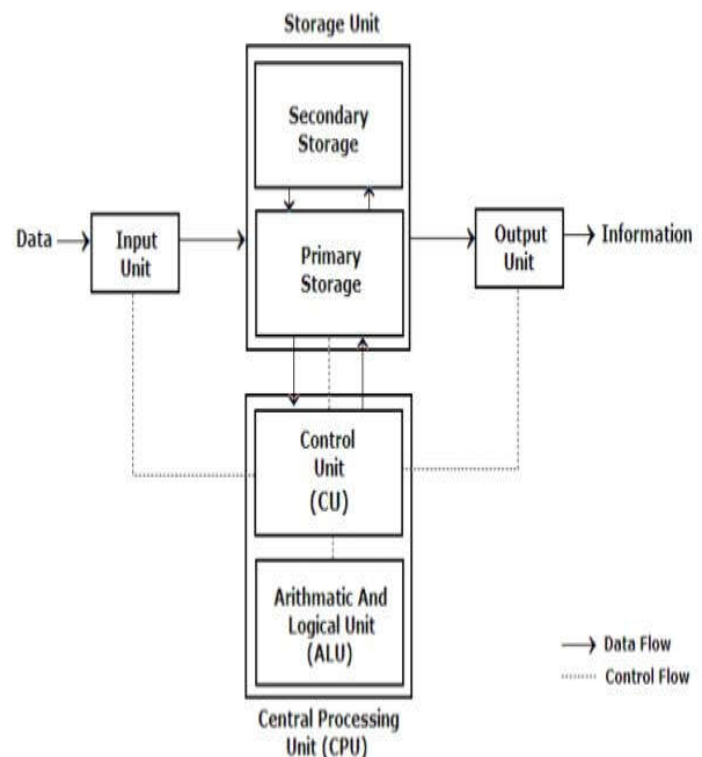 Storage Unit
Secondary
Storage
Data
Input
Unit
Primary
Storage
Output
Unit
Information
Control
Unit
(CU)
Arithmatic And
Logical Unit
(ALU)
Data Flow
Control Flow
Central Processing
Unit (CPU)